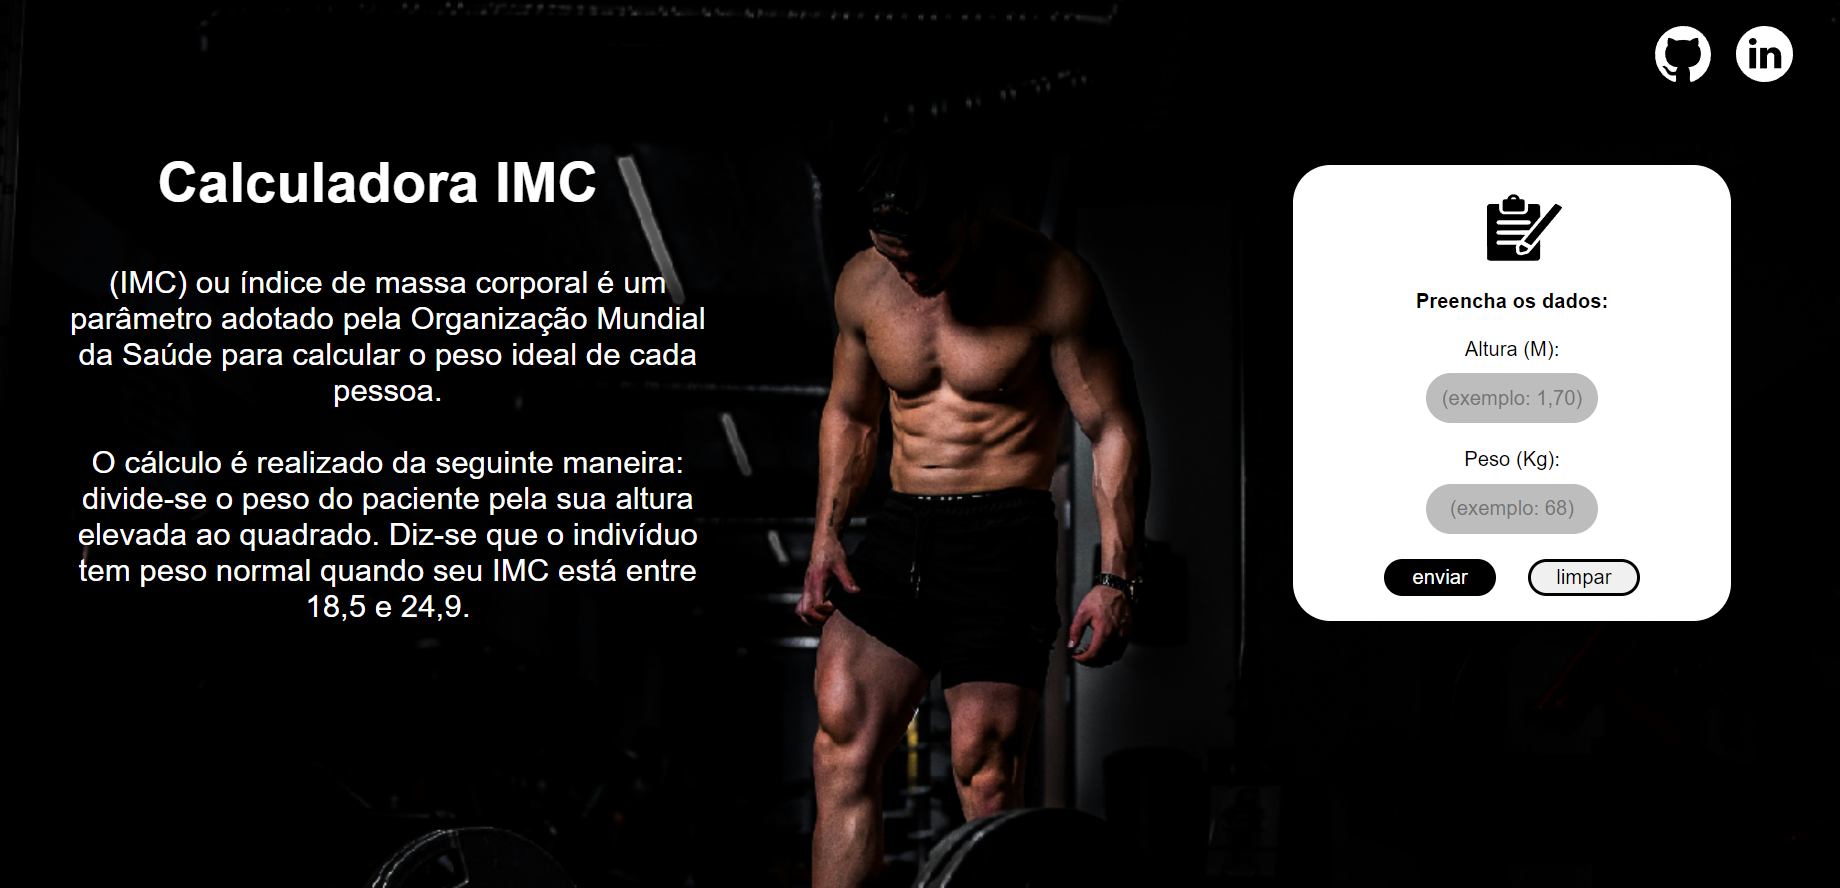 in
Calculadora IMC
(IMC) ou índice de massa corporal é um
parâmetro adotado pela Organização Mundial
da Saúde para calcular o peso ideal de cada
pessoa.
O cálculo é realizado da seguinte maneira:
divide-se o peso do paciente pela sua altura
elevada ao quadrado. Diz-se que o indivíduo
tem peso normal quando seu IMC está entre
18,5 e 24,9.
Preencha os dados:
Altura (M):
(exemplo: 1,70)
Peso (Kg):
(exemplo: 68)
enviar limpar